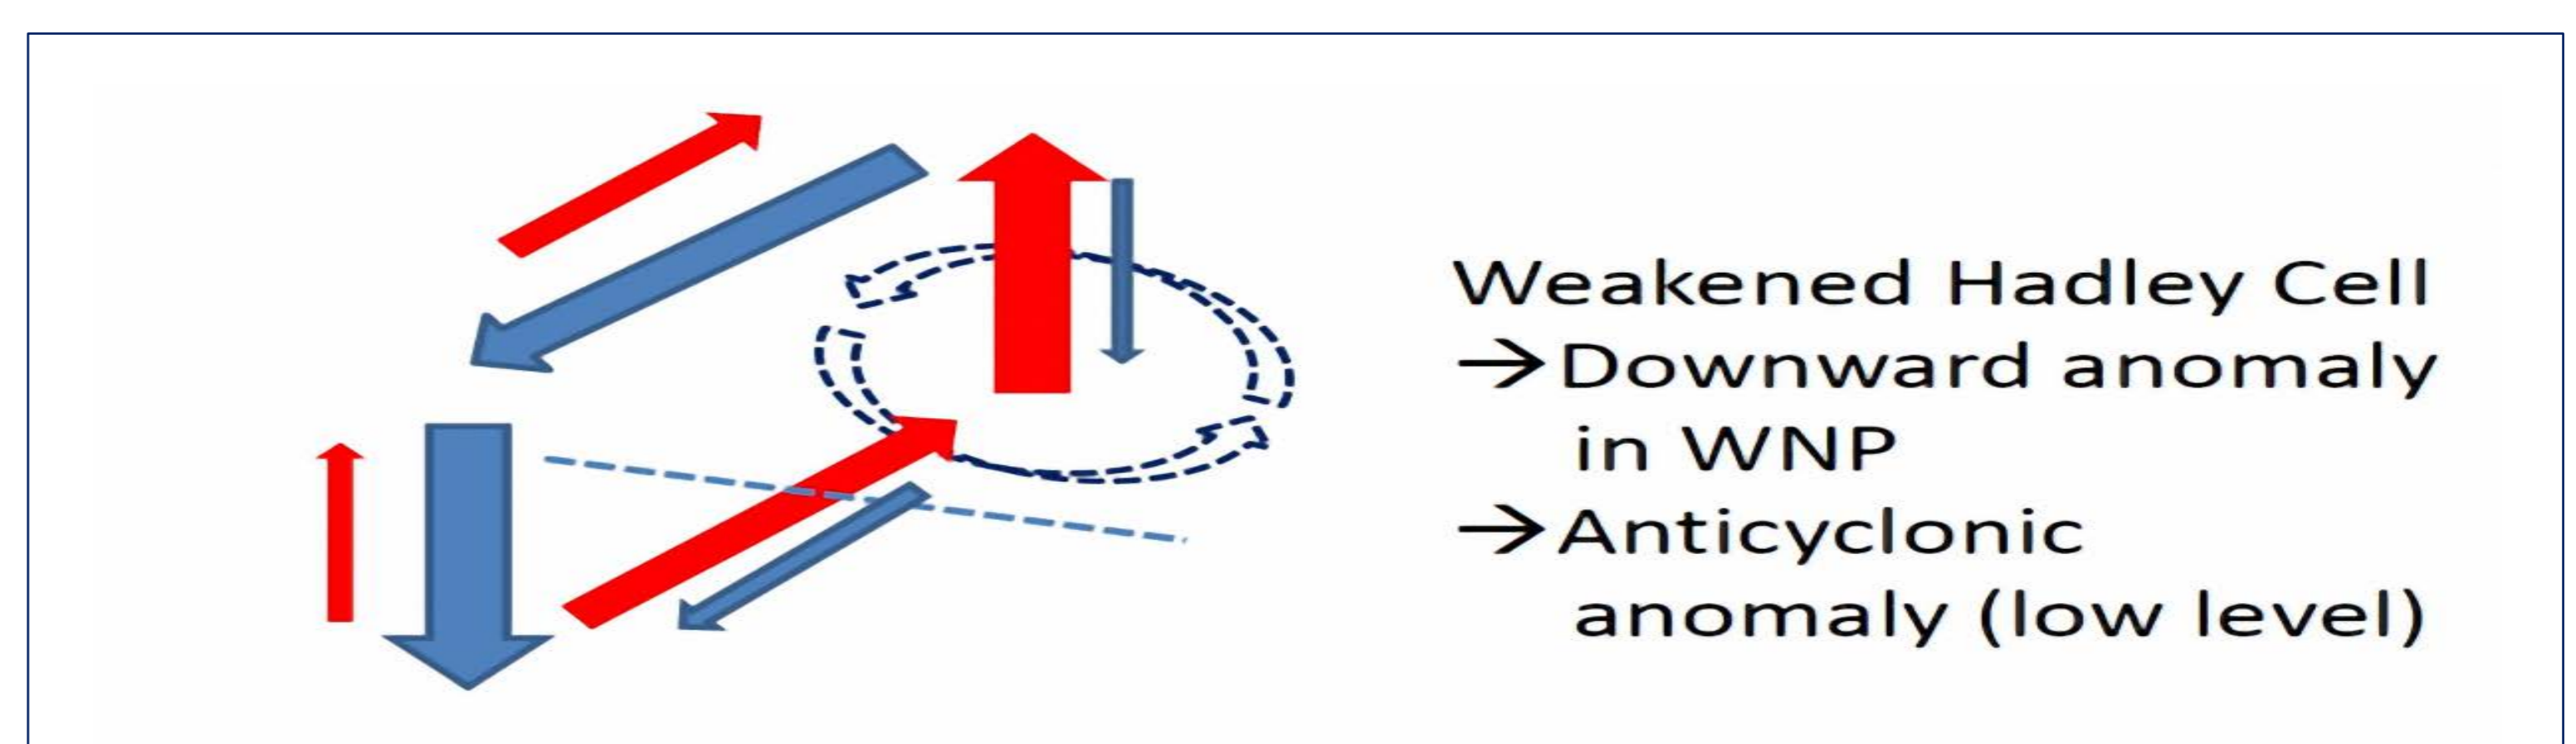 Weakened Hadley Cell
→Downward anomaly
in WNP
→Anticyclonic
anomaly (low level)